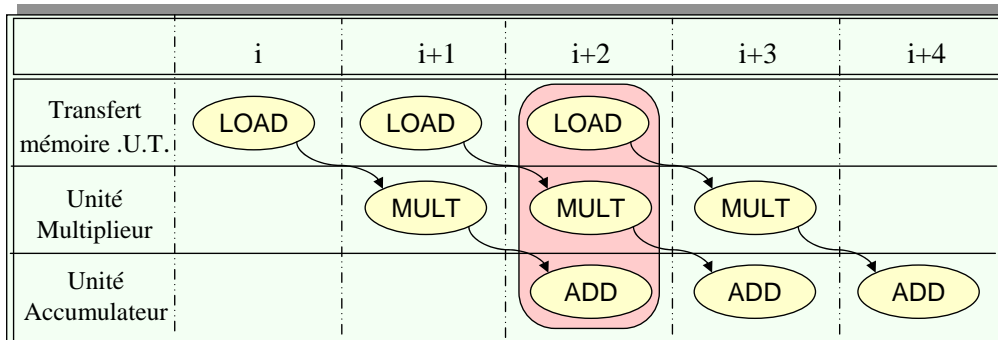 i i+1 i+2 i+3 i+4
Transfert
mémoire .U.T.
LOAD LOAD LOAD
Unité
Multiplieur
MULT MULT MULT
Unité
Accumulateur
ADD ADD ADD